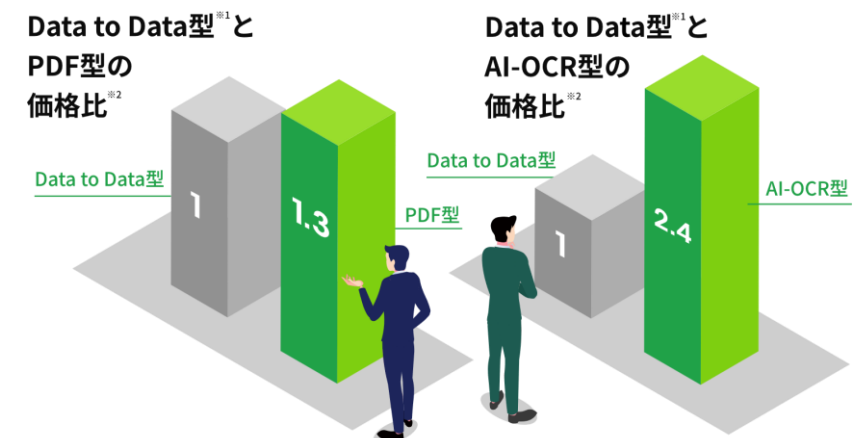 Data to Data型※1と
PDF型の
価格比※2
Data to Data型
1
1.3
PDF型
Data to Data型※1と
AI-OCR型の
価格比※2
Data to Data型
1
2.4
AI-OCR型